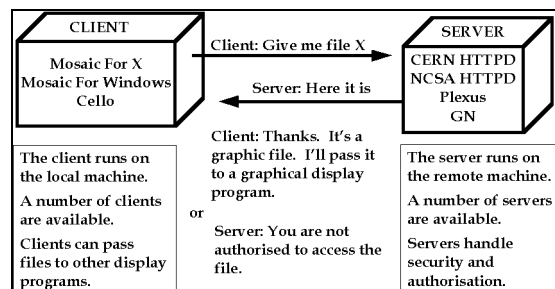 CLIENT
Mosaic For X
Mosaic For Windows
Cello
Client: Give me file X
Server: Here it is
SERVER
CERN HTTPD
NCSA HTTPD
Plexus
GN
The client runs on
the local machine.
A number of clients
are available.
Clients can pass
files to other display
programs.
Client: Thanks. It's a
graphic file. I'll pass it
to a graphical display
program.
or
Server: You are not
authorised to access the
file.
The server runs on
the remote machine.
A number of servers
are available.
Servers handle
security and
authorisation.